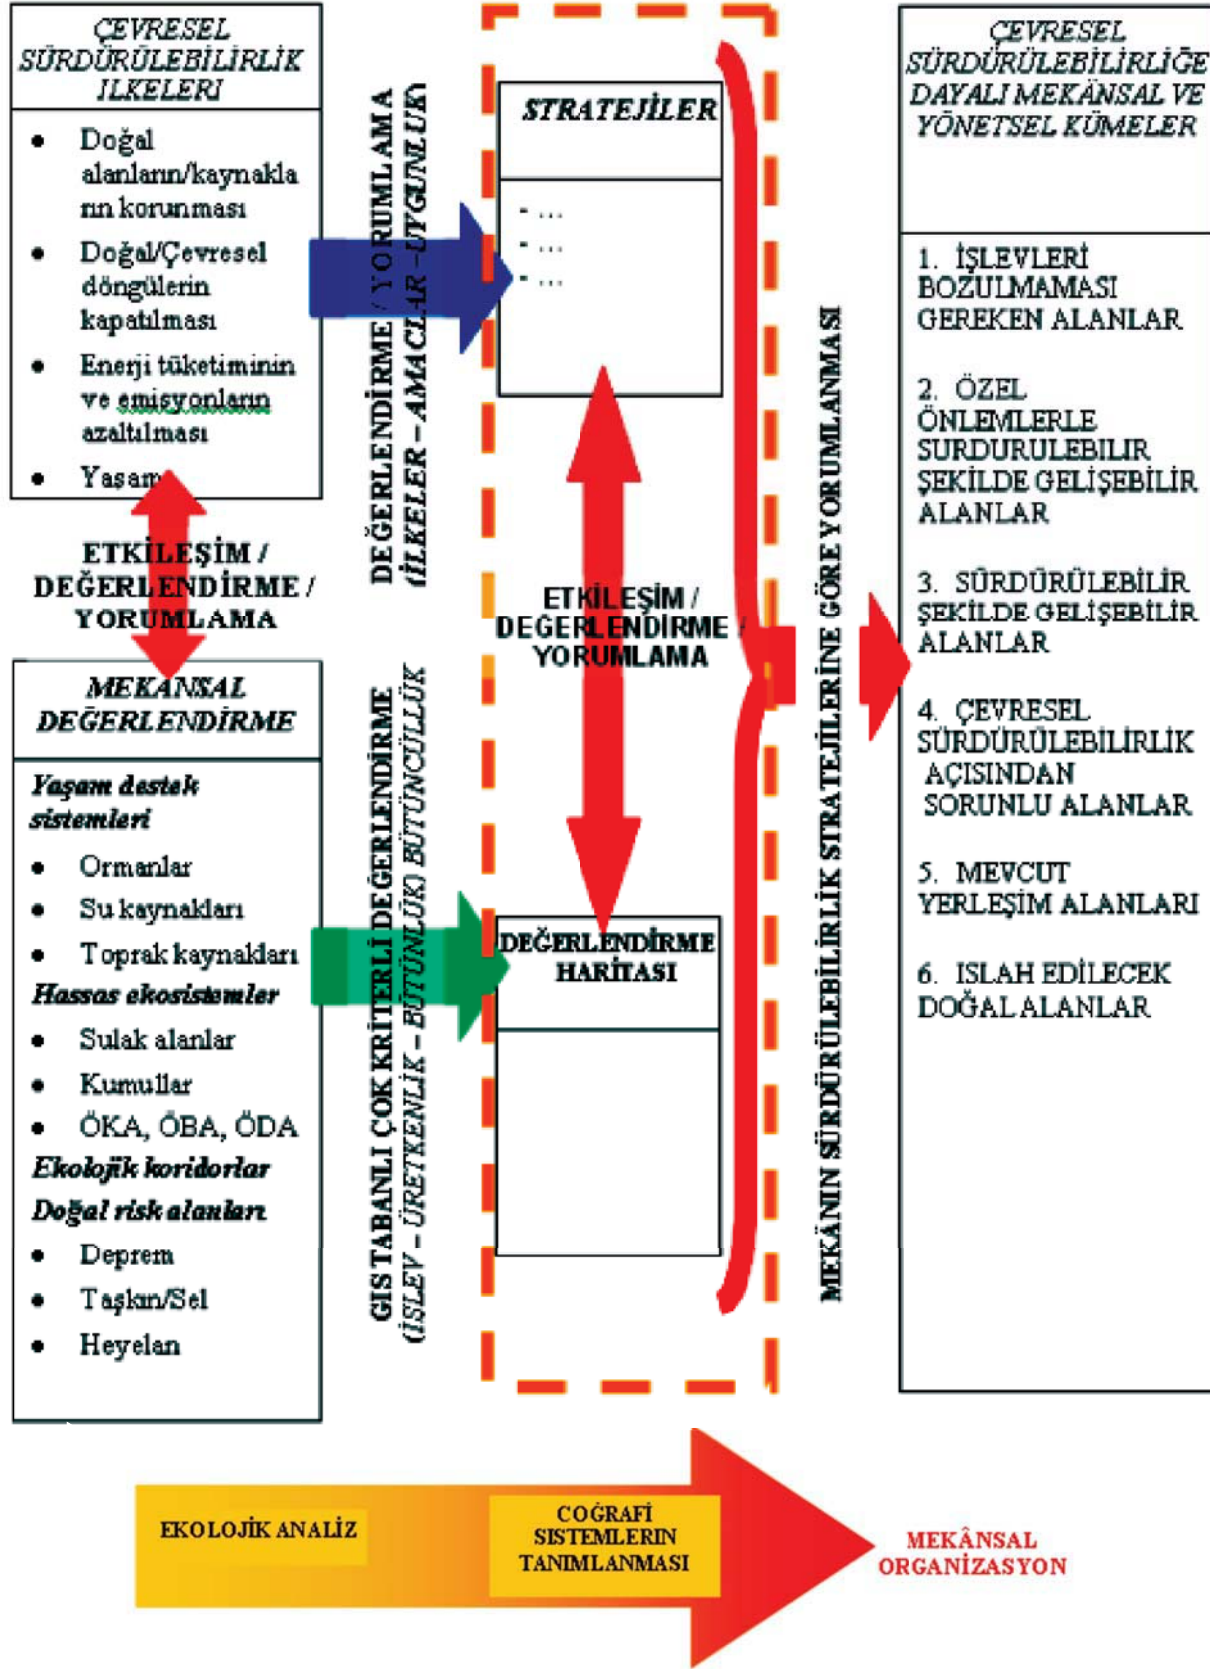 ÇEVRESEL
SÜRDÜRÜLEBİLİRLİK
ILKELERI
• Doğal
alanların/kaynakla
rın korunması
• Doğal/Çevresel
döngülerin
kapatılması
• Enerji tüketiminin
ve emisyonların
azaltılması
• Yaşam
ETKİLEŞİM /
DEĞERLENDİRME /
YORUMLAMA
MEKANSAL
DEĞERLENDİRME
Yaşam destek
sistemleri
• Ormanlar
• Su kaynakları
• Toprak kaynakları
Hassas ekosistemler
• Sulak alanlar
• Kumullar
• ÖKA, ÖBA, ÖDA
Ekolojik koridorlar
Doğal risk alanları
• Deprem
• Taşkın/Sel
• Heyelan
DEĞERLENDİRME / YORUMLAMA
(İLKELER – AMACLAR – UYGUNLUK)
GIS TABANLI ÇOK KRİTERLİ DEĞERLENDİRME
(İŞLEV – ÜRETKENLİK – BÜTÜNLÜK) BÜTÜNCÜLLÜK
STRATEJİLER
- ...
- ...
- ...
ETKİLEŞİM /
DEĞERLENDİRME /
YORUMLAMA
DEĞERLENDİRME
HARİTASI
MEKÂNIN SÜRDÜRÜLEBİLİRLİK STRATEJİLERİNE GÖRE YORUMLANMASI
ÇEVRESEL
SÜRDÜRÜLEBİLİRLİĞE
DAYALI MEKÂNSAL VE
YÖNETSEL KÜMELER
1. İŞLEVLERİ
BOZULMAMASI
GEREKEN ALANLAR
2. ÖZEL
ÖNLEMLERLE
SURDURULEBILIR
ŞEKİLDE GELİŞEBİLİR
ALANLAR
3. SÜRDÜRÜLEBİLİR
ŞEKİLDE GELİŞEBİLİR
ALANLAR
4. ÇEVRESEL
SÜRDÜRÜLEBİLİRLİK
AÇISINDAN
SORUNLU ALANLAR
5. MEVCUT
YERLEŞİM ALANLARI
6. ISLAH EDİLECEK
DOĞAL ALANLAR
EKOLOJİK ANALİZ
COĞRAFİ
SİSTEMLERIN
TANIMLANMASI
MEKÂNSAL
ORGANİZASYON